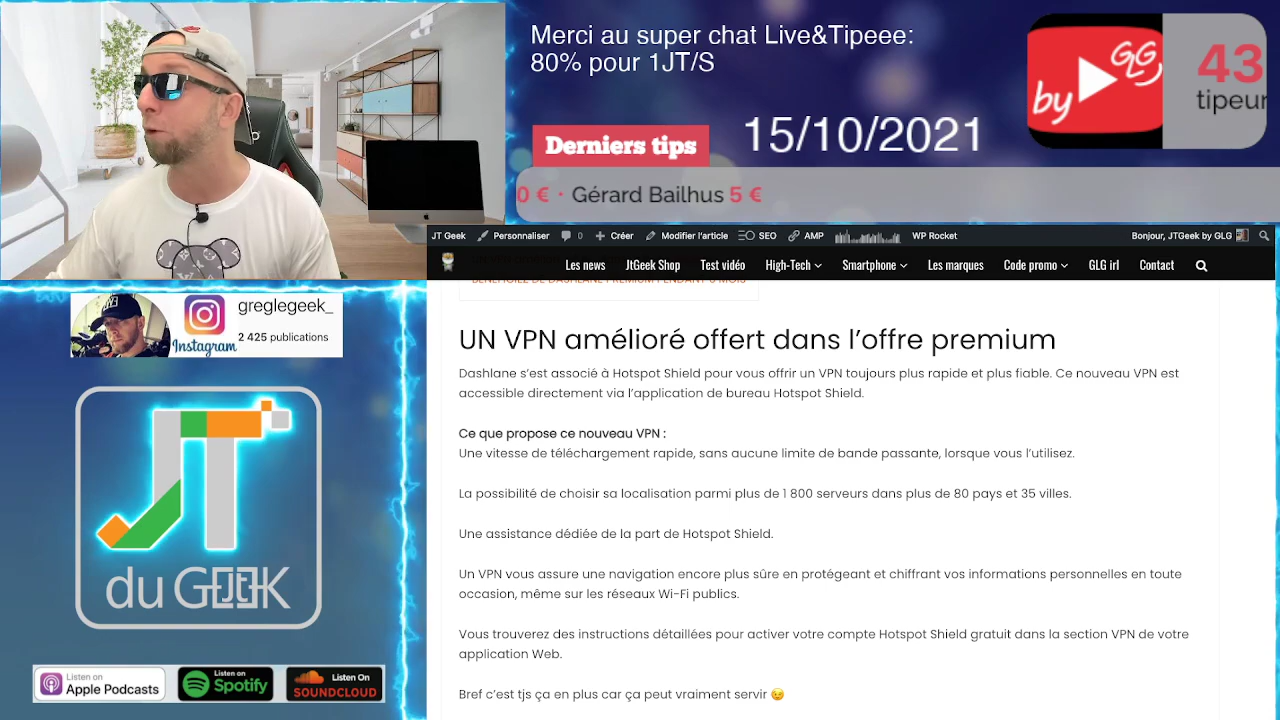 Merci au super chat Live&Tipeee:
80% pour 1JT/S
by GLG
43
tipeur
Derniers tips
15/10/2021
0 € · Gérard Bailhus 5 €
JT Geek Personnaliser 0 Créer Modifier l'article SEO AMP WP Rocket Bonjour, JTGeek by GLG
Les news JtGeek Shop Test vidéo High-Tech Smartphone Les marques Code promo GLG irl Contact
BÉNÉFICIEZ DE DASHLANE PREMIUM PENDANT 6 MOIS
greglegeek_
2 425 publications
Instagram
JT
du GEEK
Listen on
Apple Podcasts
Listen on
Spotify
Listen On
SOUNDCLOUD
UN VPN amélioré offert dans l’offre premium
Dashlane s’est associé à Hotspot Shield pour vous offrir un VPN toujours plus rapide et plus fiable. Ce nouveau VPN est
accessible directement via l’application de bureau Hotspot Shield.
Ce que propose ce nouveau VPN :
Une vitesse de téléchargement rapide, sans aucune limite de bande passante, lorsque vous l’utilisez.
La possibilité de choisir sa localisation parmi plus de 1 800 serveurs dans plus de 80 pays et 35 villes.
Une assistance dédiée de la part de Hotspot Shield.
Un VPN vous assure une navigation encore plus sûre en protégeant et chiffrant vos informations personnelles en toute
occasion, même sur les réseaux Wi-Fi publics.
Vous trouverez des instructions détaillées pour activer votre compte Hotspot Shield gratuit dans la section VPN de votre
application Web.
Bref c’est tjs ça en plus car ça peut vraiment servir 😉